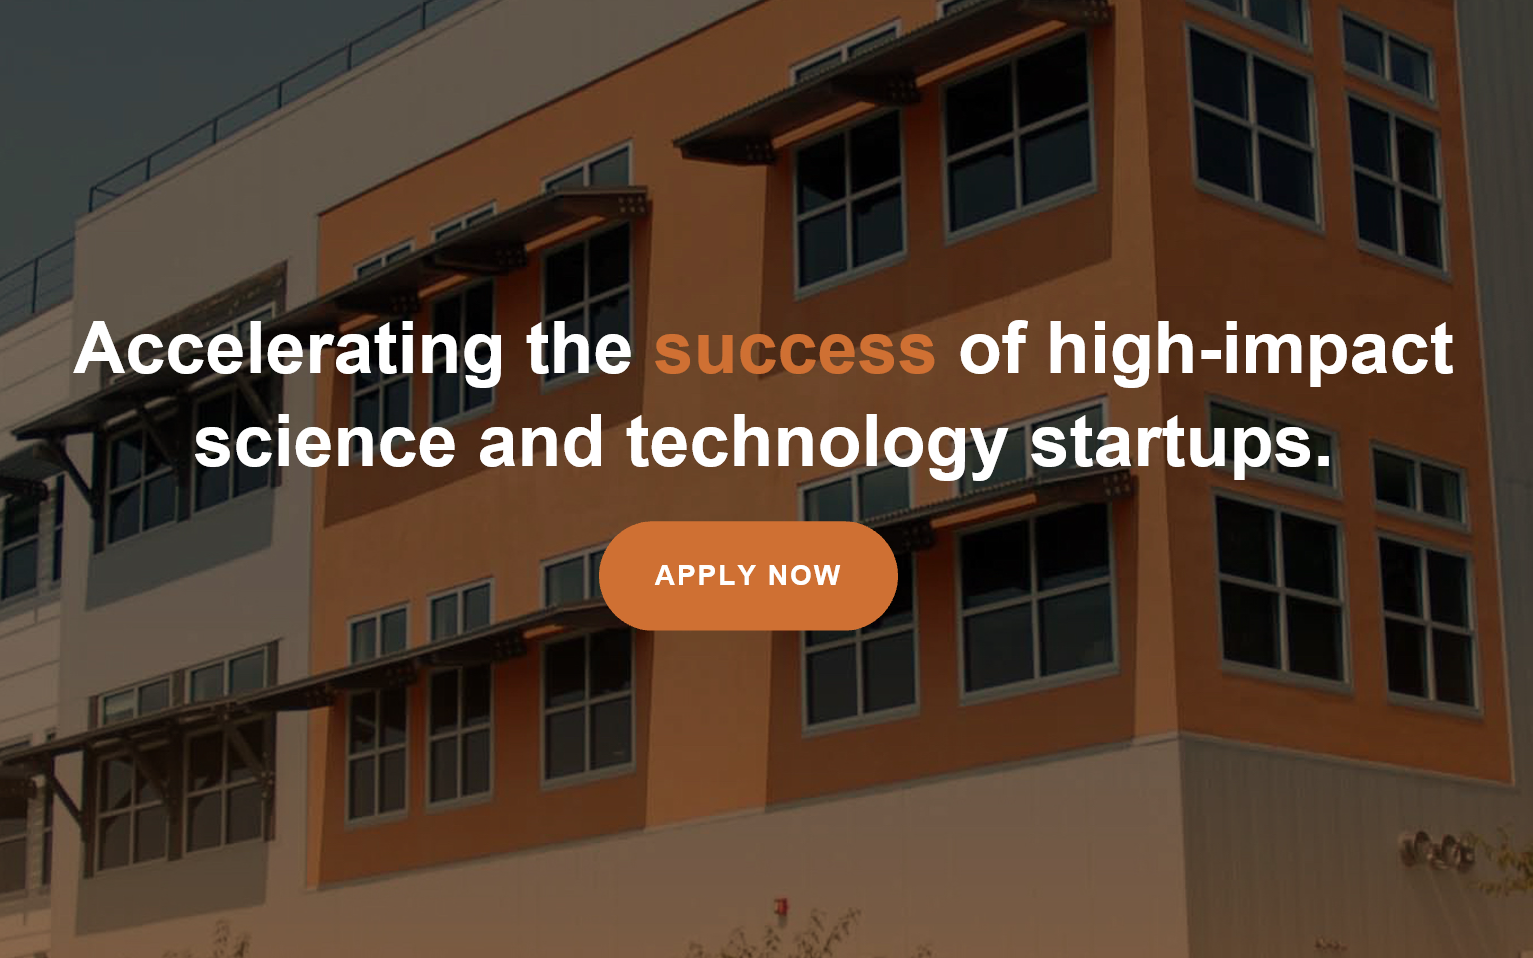 Accelerating the success of high-impact
science and technology startups.
APPLY NOW